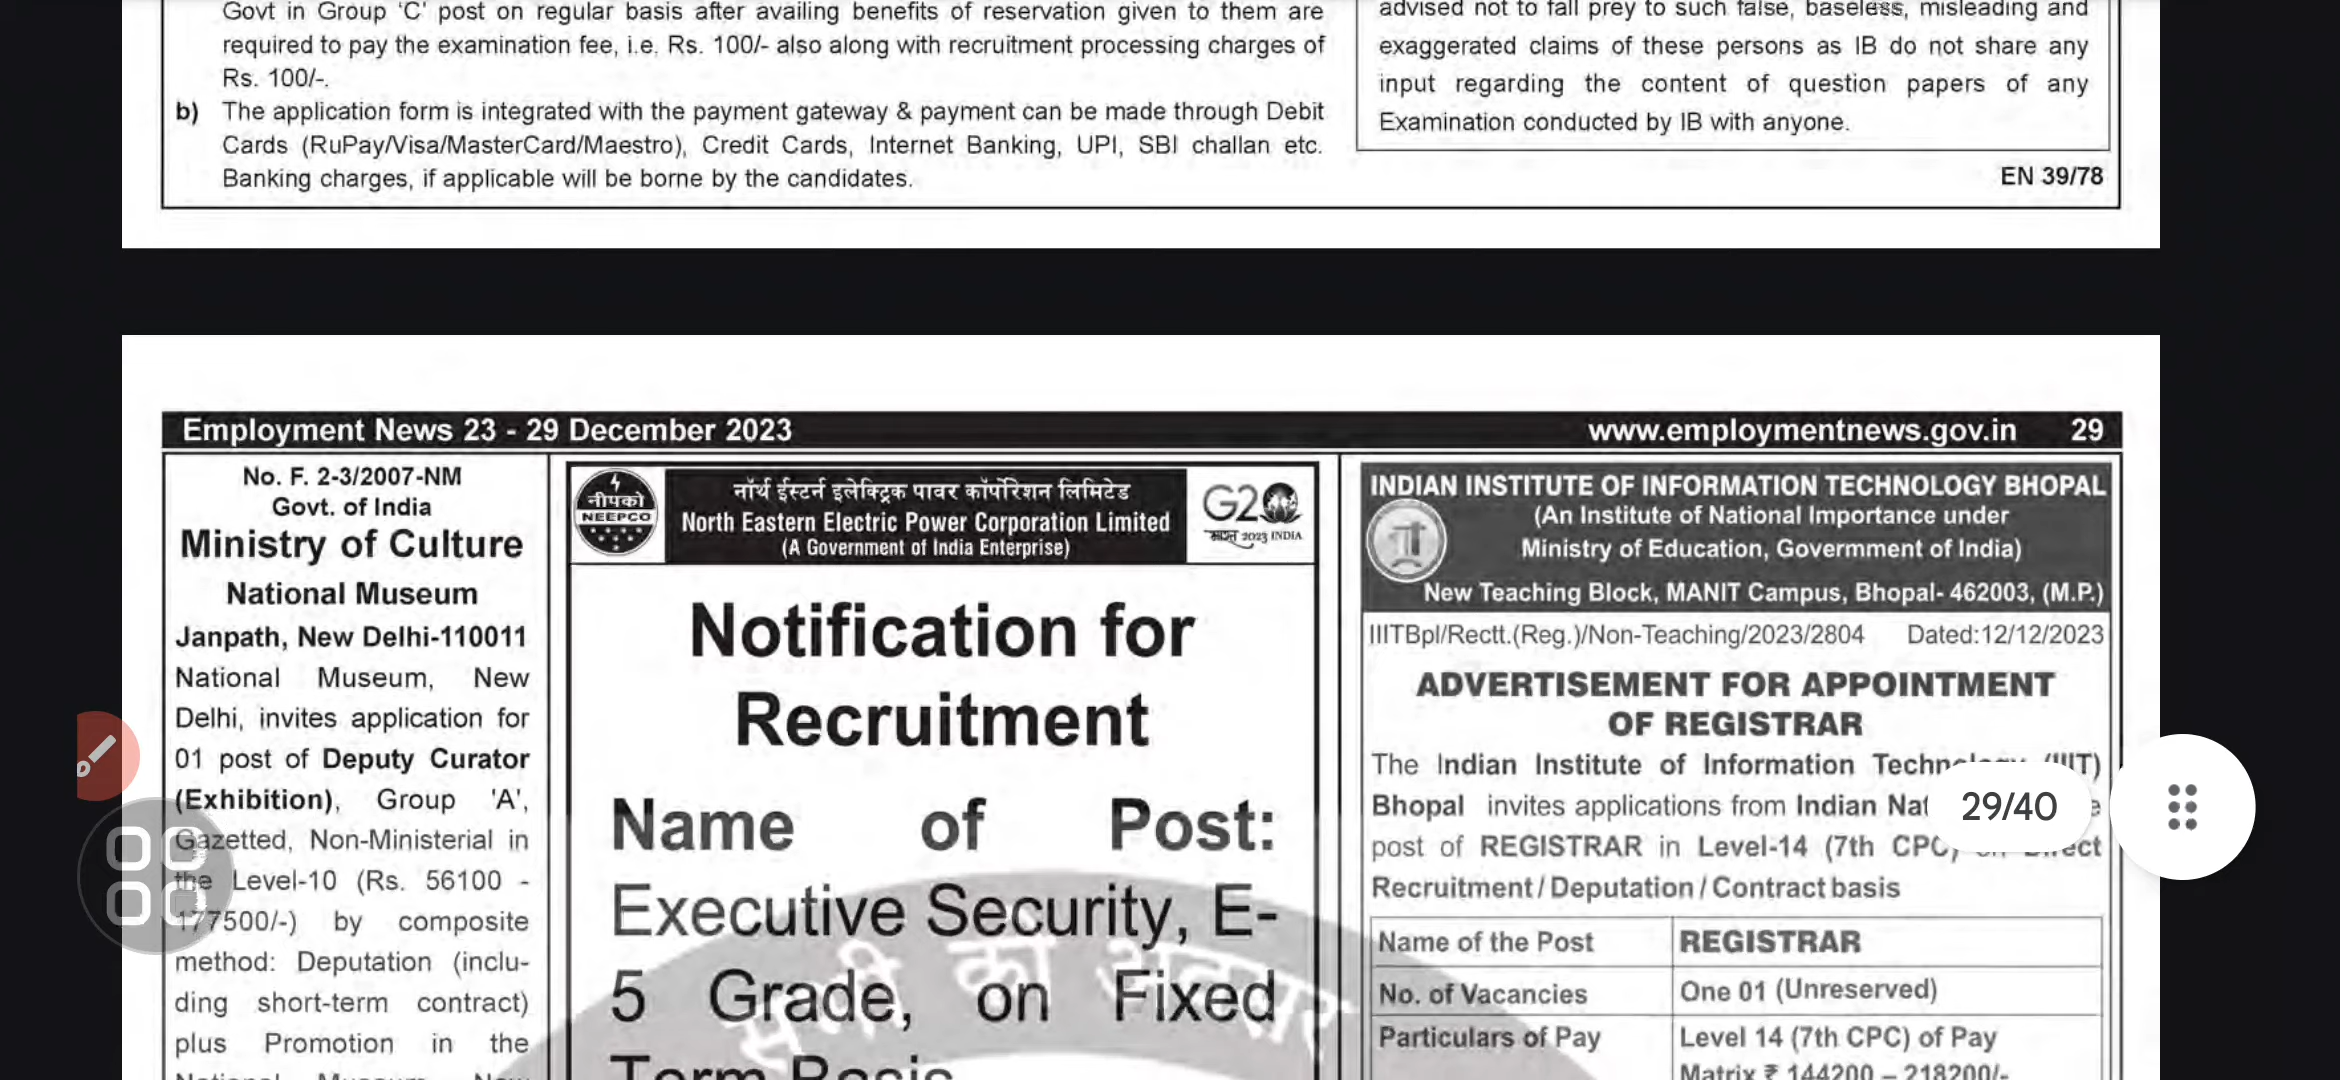 Govt in Group 'C' post on regular basis after availing benefits of reservation given to them are
required to pay the examination fee, i.e. Rs. 100/- also along with recruitment processing charges of
Rs. 100/-.
b) The application form is integrated with the payment gateway & payment can be made through Debit
Cards (RuPay/Visa/MasterCard/Maestro), Credit Cards, Internet Banking, UPI, SBI challan etc.
Banking charges, if applicable will be borne by the candidates.
advised not to fall prey to such false, baseless, misleading and
exaggerated claims of these persons as IB do not share any
input regarding the content of question papers of any
Examination conducted by IB with anyone.
EN 39/78
Employment News 23 - 29 December 2023
www.employmentnews.gov.in 29
No. F. 2-3/2007-NM
Govt. of India
Ministry of Culture
National Museum
Janpath, New Delhi-110011
National Museum, New
Delhi, invites application for
01 post of Deputy Curator
(Exhibition), Group 'A',
Gazetted, Non-Ministerial in
the Level-10 (Rs. 56100 -
177500/-) by composite
method: Deputation (inclu-
ding short-term contract)
plus Promotion in the
National Museum, New
नीपको
NEEPCO
नॉर्थ ईस्टर्न इलेक्ट्रिक पावर कॉर्पोरेशन लिमिटेड
North Eastern Electric Power Corporation Limited
(A Government of India Enterprise)
G20
भारत 2023 INDIA
Notification for
Recruitment
Name of Post:
Executive Security, E-
5 Grade, on Fixed
Term Basis
INDIAN INSTITUTE OF INFORMATION TECHNOLOGY BHOPAL
(An Institute of National Importance under
Ministry of Education, Governmment of India)
New Teaching Block, MANIT Campus, Bhopal- 462003, (M.P.)
IIITBpl/Rectt.(Reg.)/Non-Teaching/2023/2804 Dated:12/12/2023
ADVERTISEMENT FOR APPOINTMENT
OF REGISTRAR
The Indian Institute of Information Technology (IIIT)
Bhopal invites applications from Indian
post of REGISTRAR in Level-14 (7th CPC) on Direct
Recruitment / Deputation / Contract basis
29/40
Name of the Post REGISTRAR
No. of Vacancies One 01 (Unreserved)
Particulars of Pay Level 14 (7th CPC) of Pay
Matrix ₹ 144200 – 218200/-